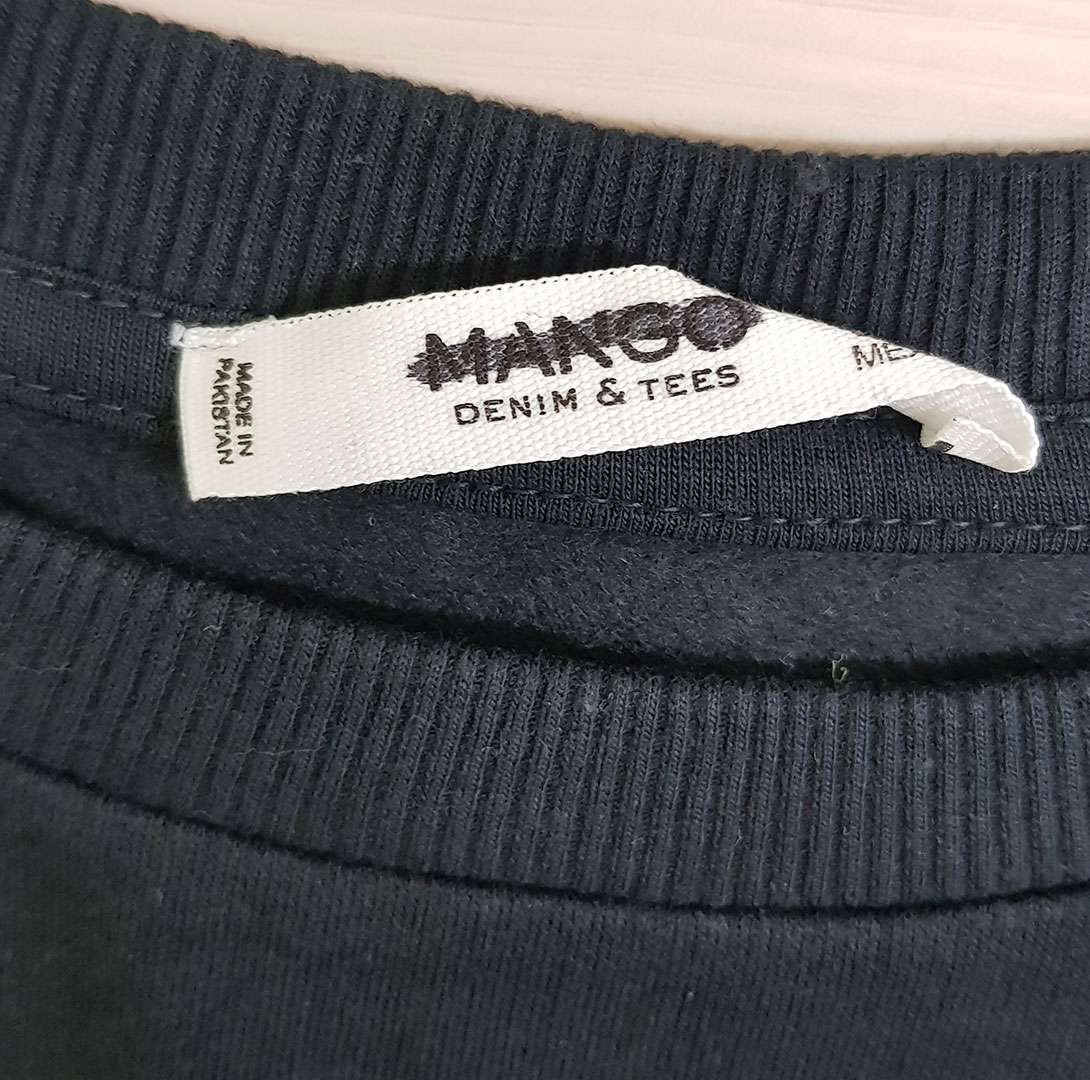 MANGO
DENIM & TEES
MADE IN
PAKISTAN